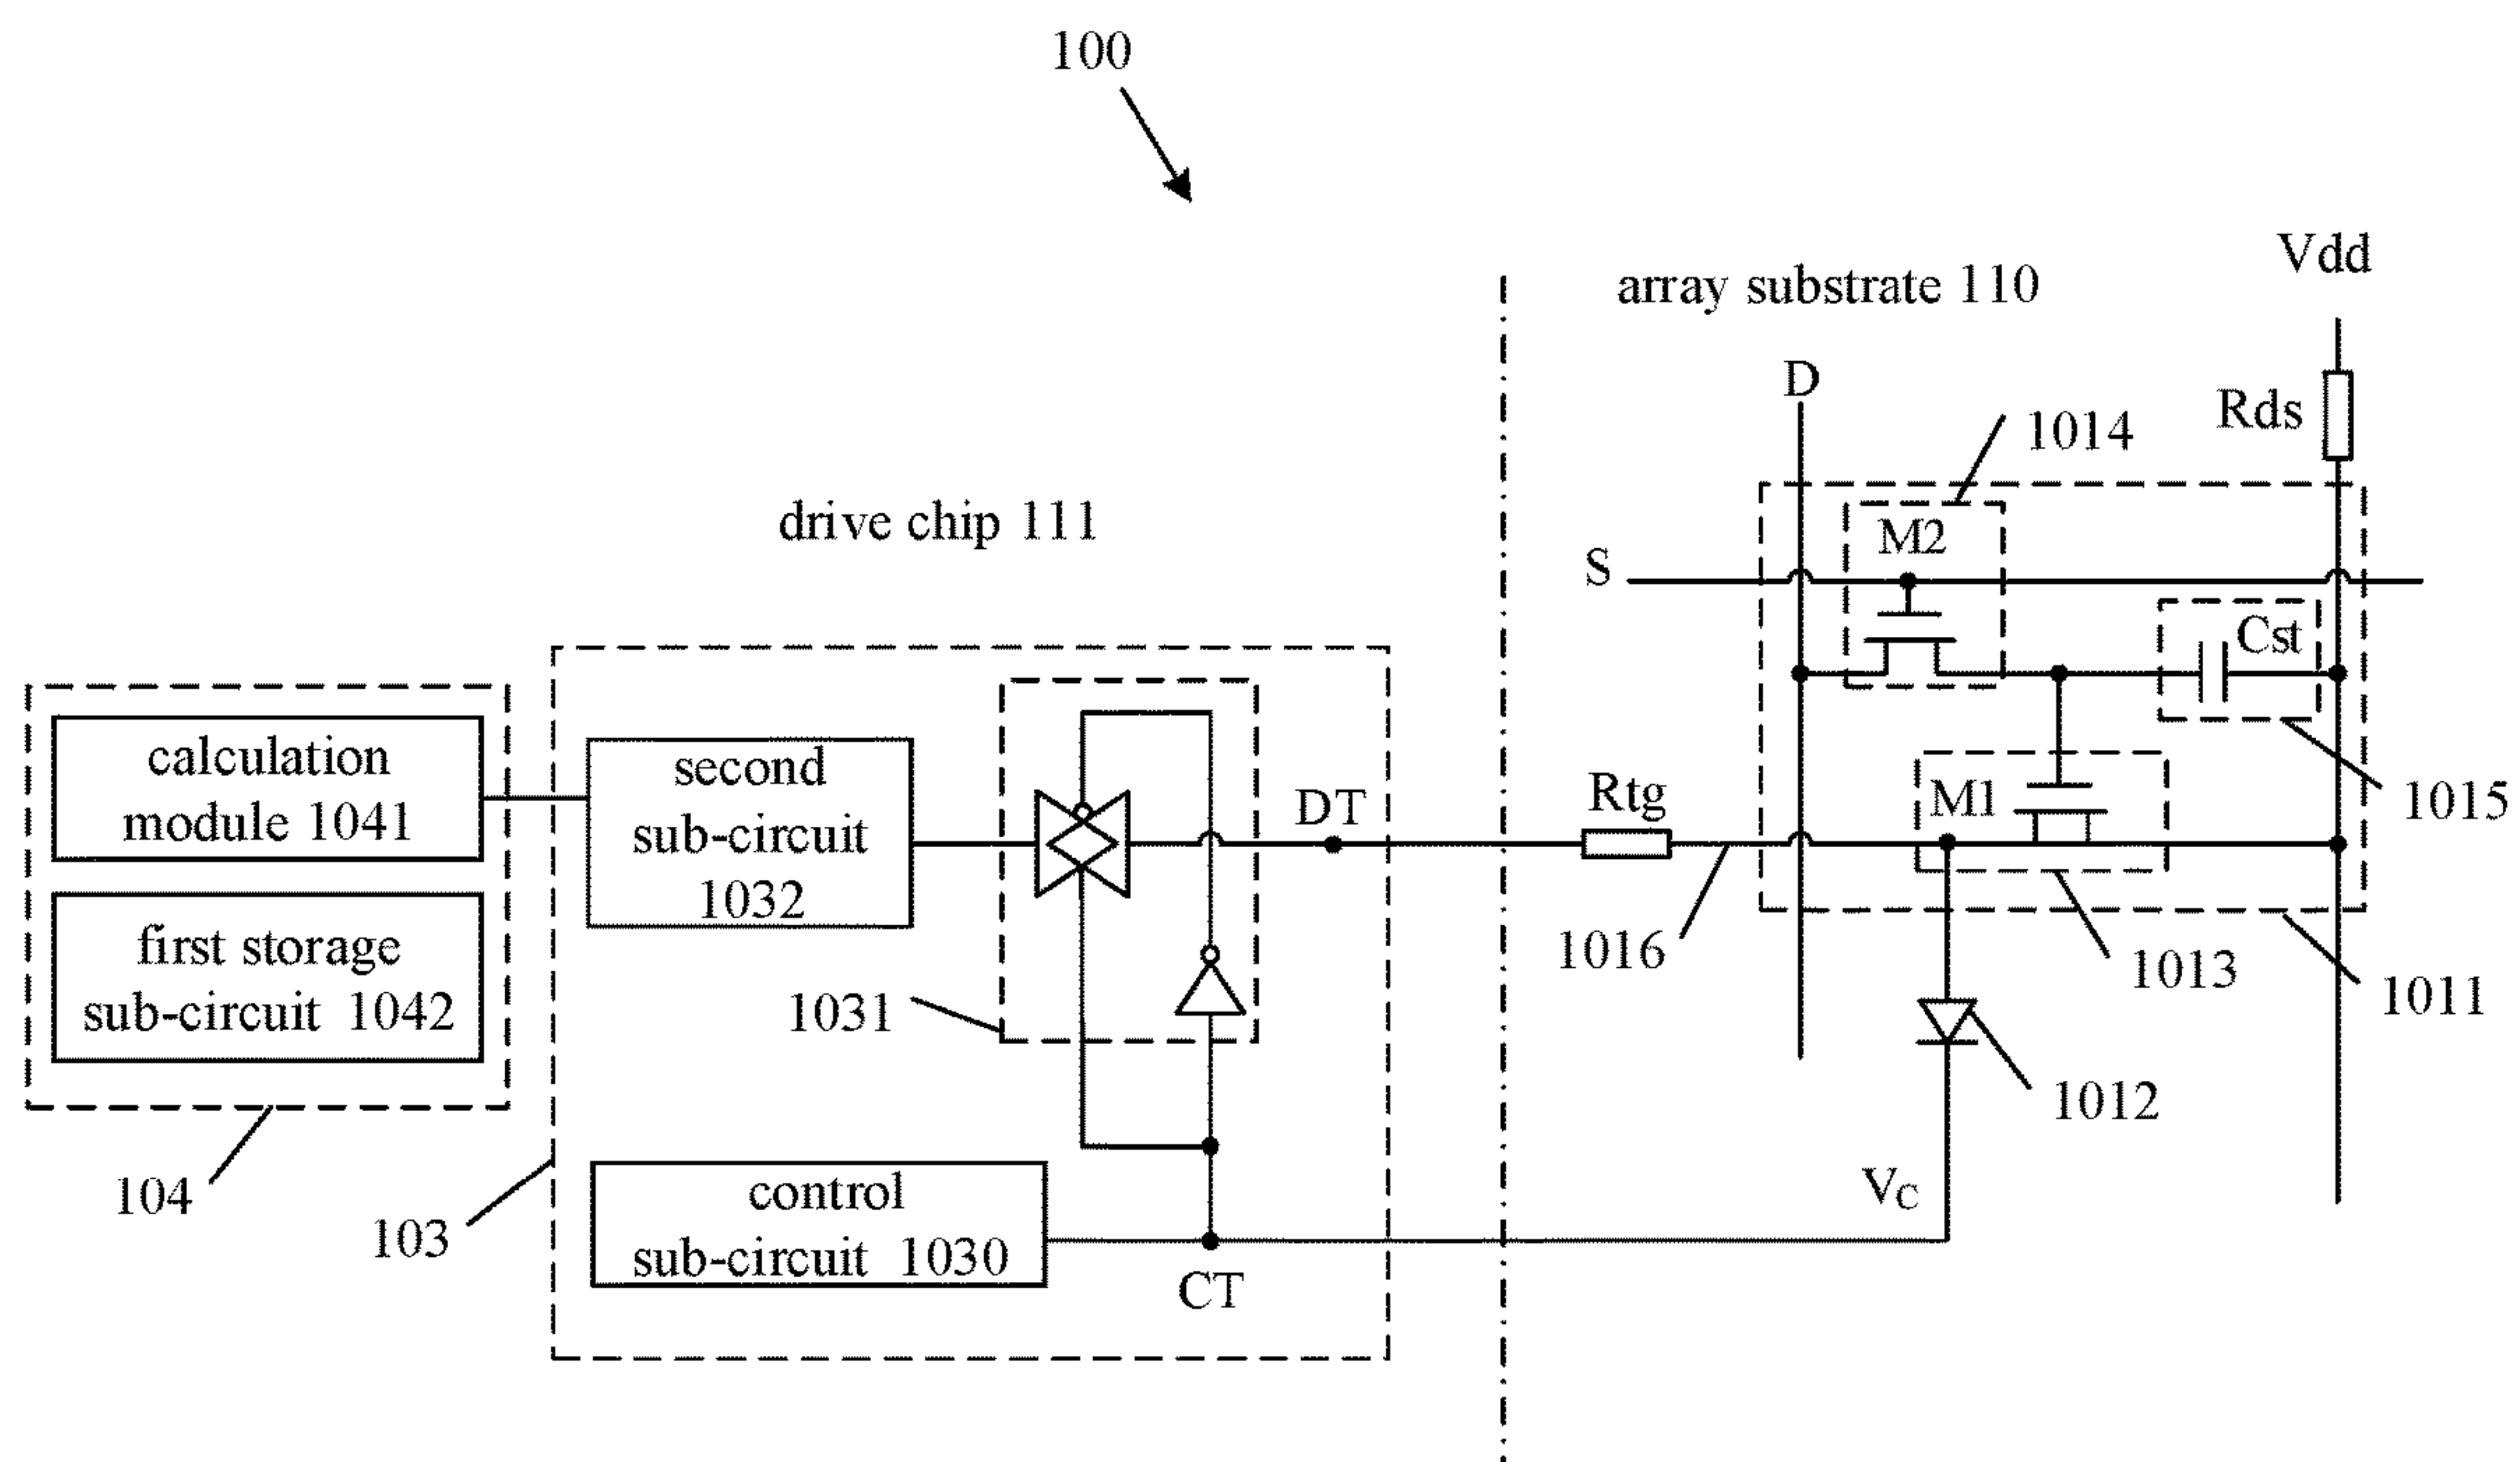 100
Vdd
array substrate 110
D
Rds
1014
drive chip 111
M2
S
Cst
calculation
module 1041
second
sub-circuit
1032
DT
Rtg
M1
1015
first storage
sub-circuit 1042
1031
1016
1013
1011
1012
104
103
control
sub-circuit 1030
CT
VC